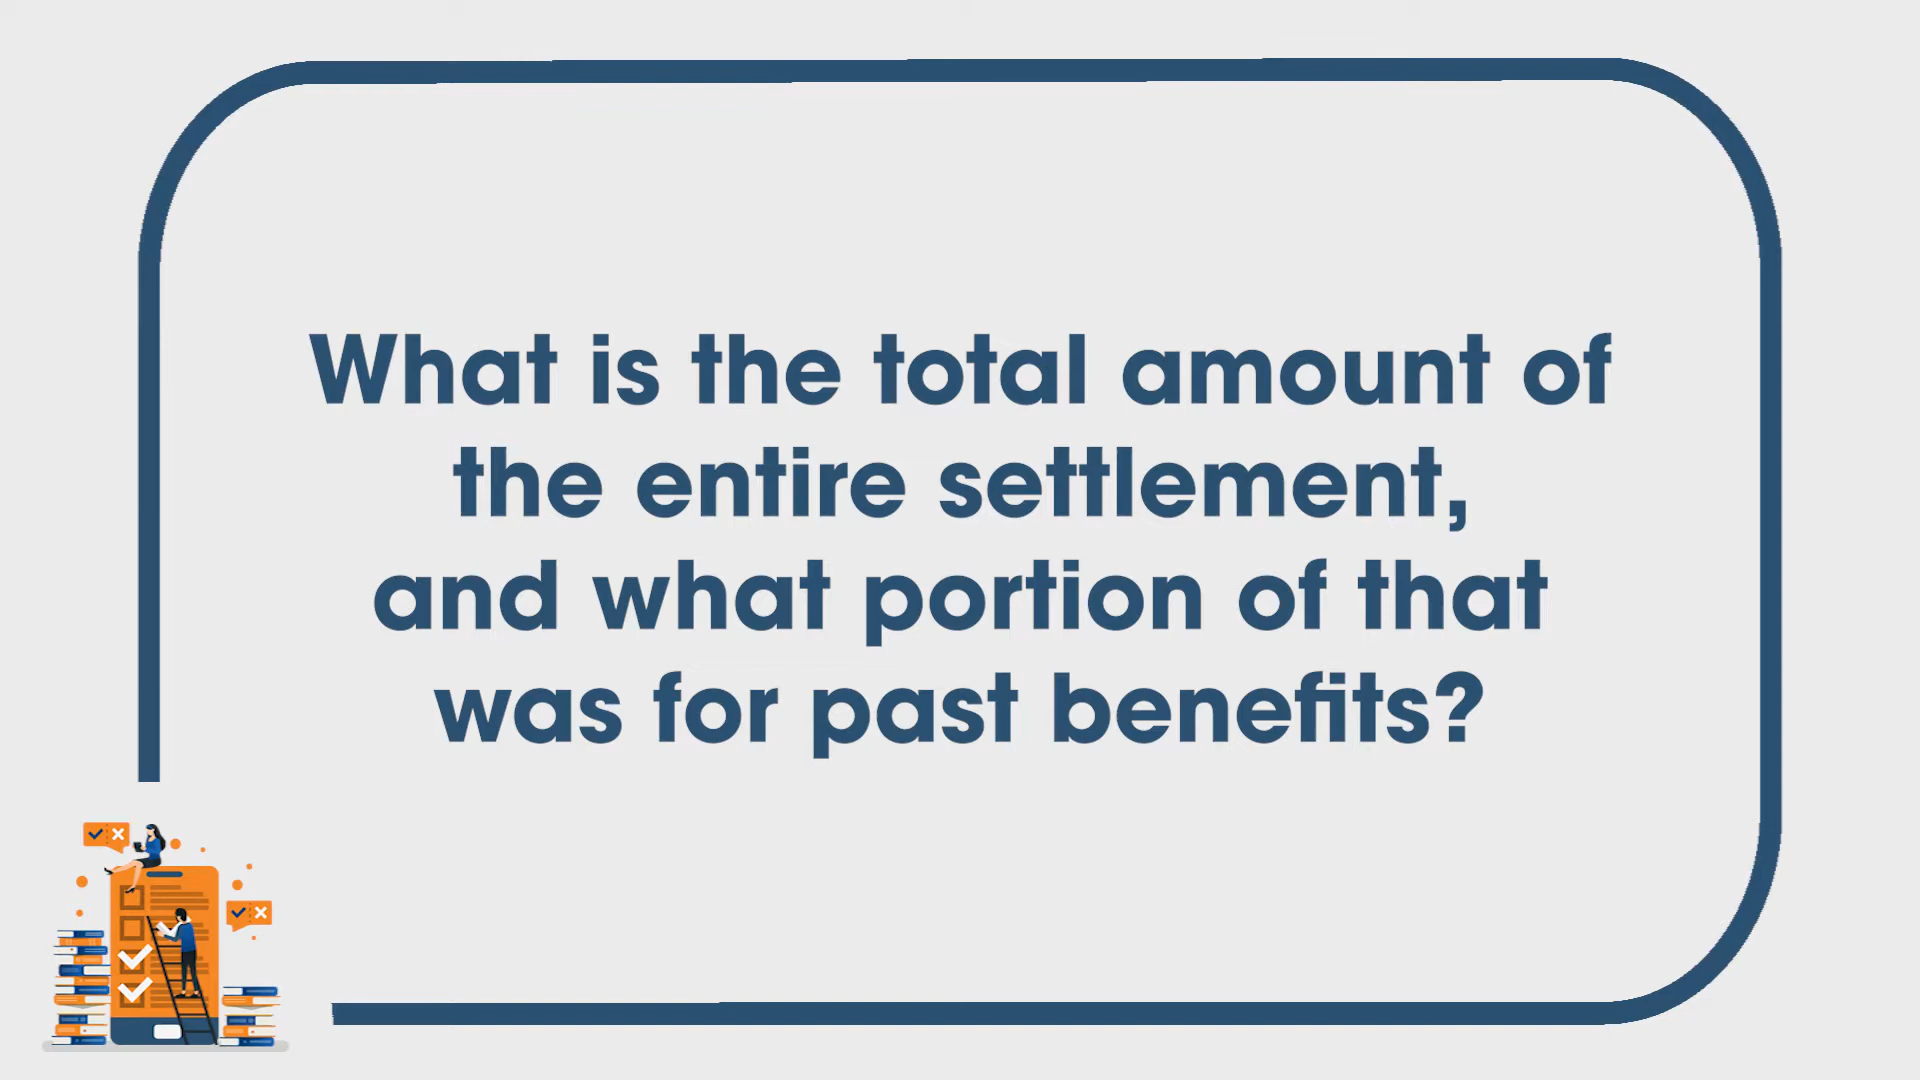 What is the total amount of
the entire settlement,
and what portion of that
was for past benefits?